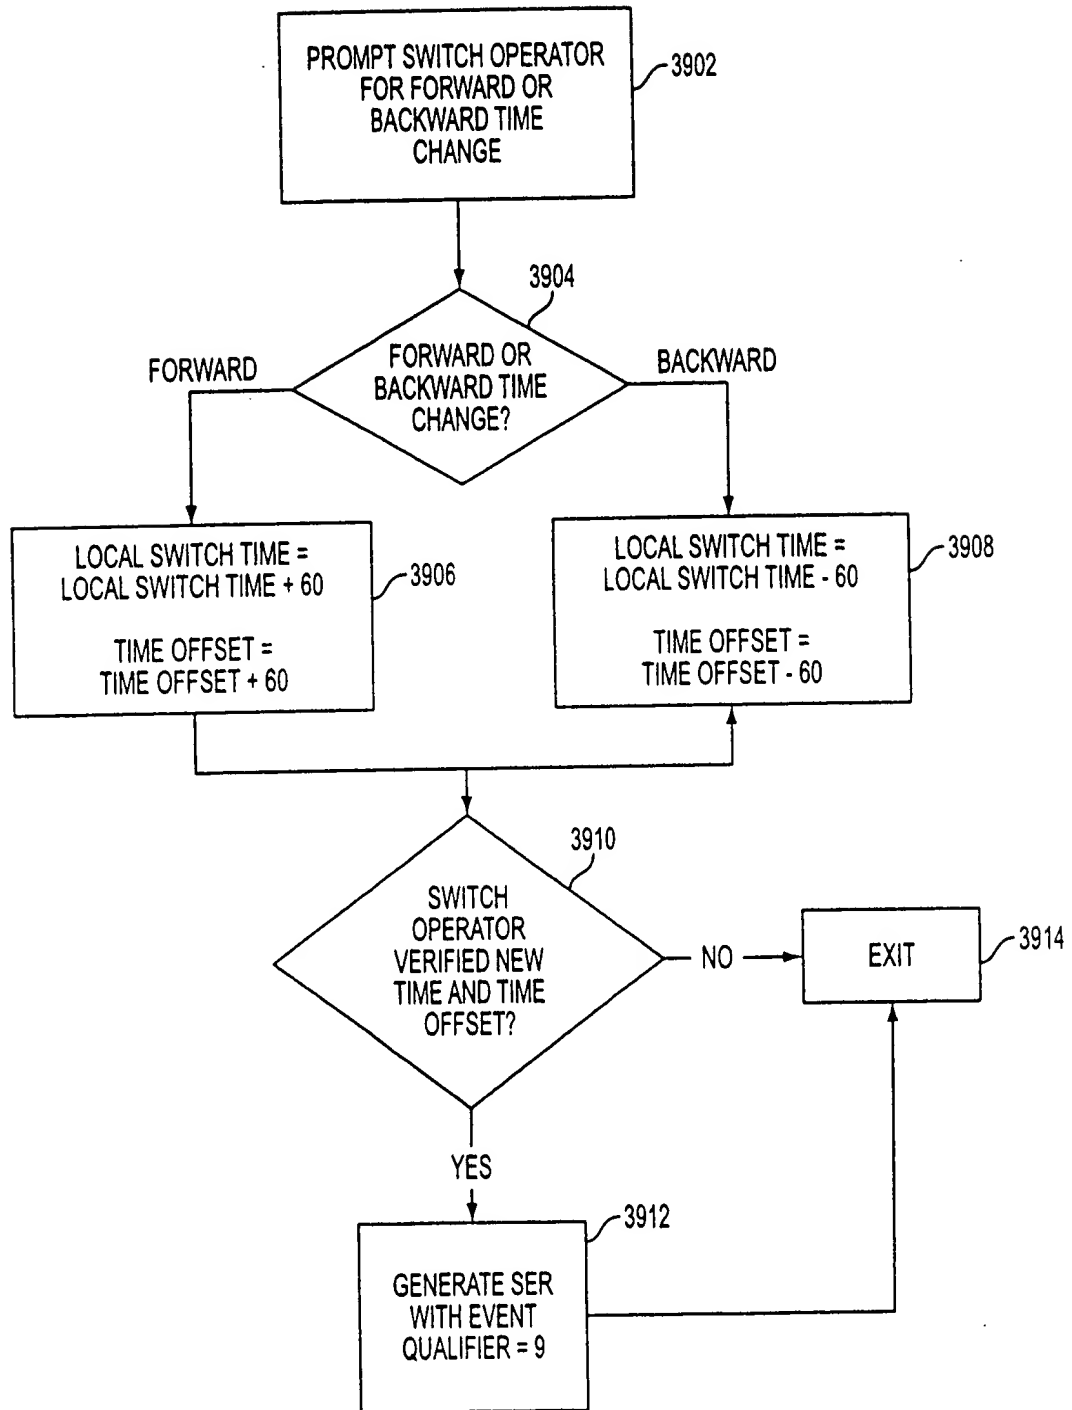 PROMPT SWITCH OPERATOR
FOR FORWARD OR
BACKWARD TIME
CHANGE
3902
3904
FORWARD OR
BACKWARD TIME
CHANGE?
FORWARD
BACKWARD
LOCAL SWITCH TIME =
LOCAL SWITCH TIME + 60
TIME OFFSET =
TIME OFFSET + 60
3906
LOCAL SWITCH TIME =
LOCAL SWITCH TIME - 60
TIME OFFSET =
TIME OFFSET - 60
3908
3910
SWITCH
OPERATOR
VERIFIED NEW
TIME AND TIME
OFFSET?
NO
EXIT
3914
YES
3912
GENERATE SER
WITH EVENT
QUALIFIER = 9